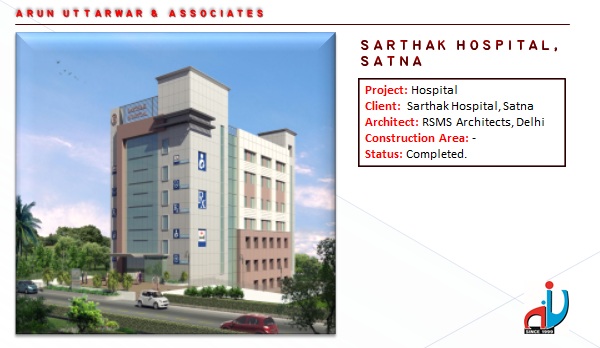 ARUN UTTARWAR & ASSOCIATES
SARTHAK HOSPITAL,
SATNA
Project: Hospital
Client: Sarthak Hospital, Satna
Architect: RSMS Architects, Delhi
Construction Area: -
Status: Completed.
SARTHAK
HOSPITAL
SINCE 1999